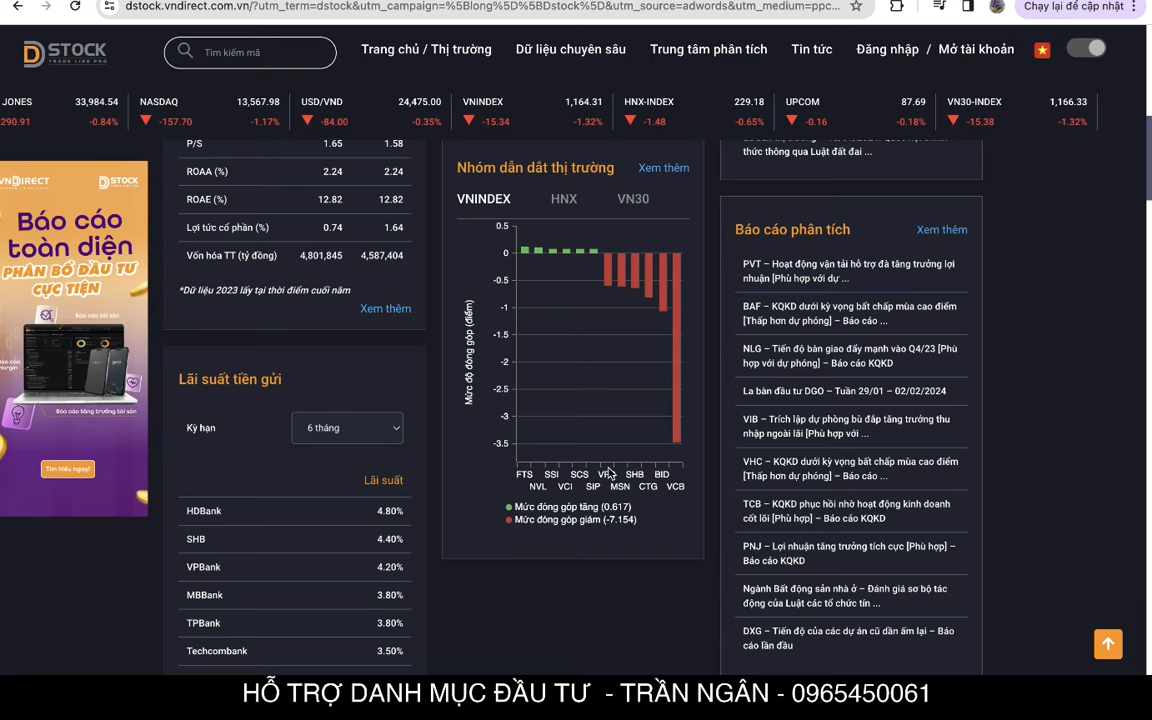 dstock.vndirect.com.vn/?utm_term=dstock&utm_campaign=%5Blong%5D%5BDstock%5D&utm_source=adwords&utm_medium=ppc...
Chạy lại để cập nhật
DSTOCK
TRADE LIKE PRO
Tìm kiếm mã
Trang chủ / Thị trường
Dữ liệu chuyên sâu
Trung tâm phân tích
Tin tức
Đăng nhập / Mở tài khoản
JONES 33,984.54
290.91 -0.84%
NASDAQ 13,567.98
-157.70 -1.17%
USD/VND 24,475.00
-84.00 -0.35%
VNINDEX 1,164.31
-15.34 -1.32%
HNX-INDEX 229.18
-1.48 -0.65%
UPCOM 87.69
-0.16 -0.18%
VN30-INDEX 1,166.33
-15.38 -1.32%
VNDIRECT DSTOCK
Báo cáo
toàn diện
PHÂN BỔ ĐẦU TƯ
CỰC TIỆN
Báo cáo cơ bản
Báo cáo tăng trưởng tài sản
Tìm hiểu ngay!
P/S 1.65 1.58
ROAA (%) 2.24 2.24
ROAE (%) 12.82 12.82
Lợi tức cổ phần (%) 0.74 1.64
Vốn hóa TT (tỷ đồng) 4,801,845 4,587,404
*Dữ liệu 2023 lấy tại thời điểm cuối năm
Xem thêm
Lãi suất tiền gửi
Kỳ hạn 6 tháng
Lãi suất
HDBank 4.80%
SHB 4.40%
VPBank 4.20%
MBBank 3.80%
TPBank 3.80%
Techcombank 3.50%
Nhóm dẫn dắt thị trường Xem thêm
VNINDEX HNX VN30
Mức độ đóng góp (điểm)
0.5
0
-0.5
-1
-1.5
-2
-2.5
-3
-3.5
FTS SSI SCS SHB BID
NVL VCI SIP MSN CTG VCB
Mức đóng góp tăng (0.617)
Mức đóng góp giảm (-7.154)
thức thông qua Luật đất đai ...
Báo cáo phân tích Xem thêm
PVT – Hoạt động vận tải hỗ trợ đà tăng trưởng lợi
nhuận [Phù hợp với dự ...
BAF – KQKD dưới kỳ vọng bất chấp mùa cao điểm
[Thấp hơn dự phóng] – Báo cáo ...
NLG – Tiến độ bàn giao đẩy mạnh vào Q4/23 [Phù
hợp với dự phóng] – Báo cáo KQKD
La bàn đầu tư DGO – Tuần 29/01 – 02/02/2024
VIB – Trích lập dự phòng bù đắp tăng trưởng thu
nhập ngoài lãi [Phù hợp với ...
VHC – KQKD dưới kỳ vọng bất chấp mùa cao điểm
[Thấp hơn dự phóng] – Báo cáo ...
TCB – KQKD phục hồi nhờ hoạt động kinh doanh
cốt lõi [Phù hợp] – Báo cáo KQKD
PNJ – Lợi nhuận tăng trưởng tích cực [Phù hợp] –
Báo cáo KQKD
Ngành Bất động sản nhà ở – Đánh giá sơ bộ tác
động của Luật các tổ chức tín ...
DXG – Tiến độ của các dự án cũ dần ấm lại – Báo
cáo lần đầu
HỖ TRỢ DANH MỤC ĐẦU TƯ - TRẦN NGÂN - 0965450061